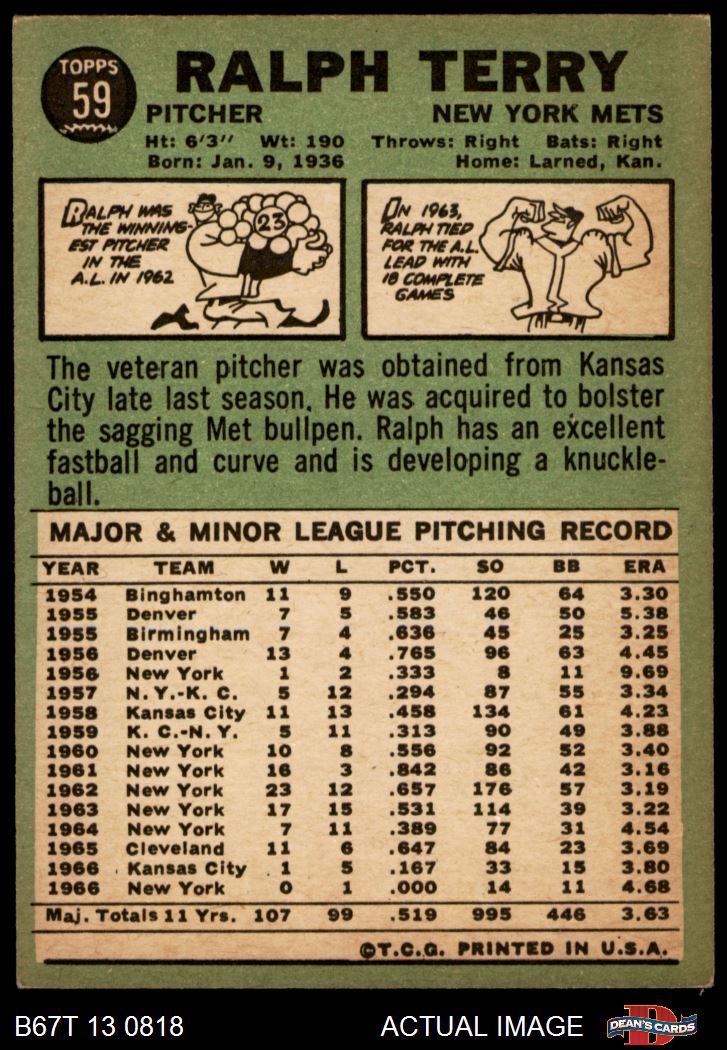 TOPPS
59
RALPH TERRY
PITCHER NEW YORK METS
Ht: 6'3" Wt: 190 Throws: Right Bats: Right
Born: Jan. 9, 1936 Home: Larned, Kan.
RALPH WAS
THE WINNING-
EST PITCHER
IN THE
A.L. IN 1962
23
IN 1963,
RALPH TIED
FOR THE A.L.
LEAD WITH
18 COMPLETE
GAMES
The veteran pitcher was obtained from Kansas
City late last season. He was acquired to bolster
the sagging Met bullpen. Ralph has an excellent
fastball and curve and is developing a knuckle-
ball.
MAJOR & MINOR LEAGUE PITCHING RECORD
YEAR TEAM W L PCT. SO BB ERA
1954 Binghamton 11 9 .550 120 64 3.30
1955 Denver 7 5 .583 46 50 5.38
1955 Birmingham 7 4 .636 45 25 3.25
1956 Denver 13 4 .765 96 63 4.45
1956 New York 1 2 .333 8 11 9.69
1957 N. Y.-K. C. 5 12 .294 87 55 3.34
1958 Kansas City 11 13 .458 134 61 4.23
1959 K. C.-N. Y. 5 11 .313 90 49 3.88
1960 New York 10 8 .556 92 52 3.40
1961 New York 16 3 .842 86 42 3.16
1962 New York 23 12 .657 176 57 3.19
1963 New York 17 15 .531 114 39 3.22
1964 New York 7 11 .389 77 31 4.54
1965 Cleveland 11 6 .647 84 23 3.69
1966 Kansas City 1 5 .167 33 15 3.80
1966 New York 0 1 .000 14 11 4.68
Maj. Totals 11 Yrs. 107 99 .519 995 446 3.63
©T.C.G. PRINTED IN U.S.A.
B67T 13 0818 ACTUAL IMAGE DEAN'S CARDS